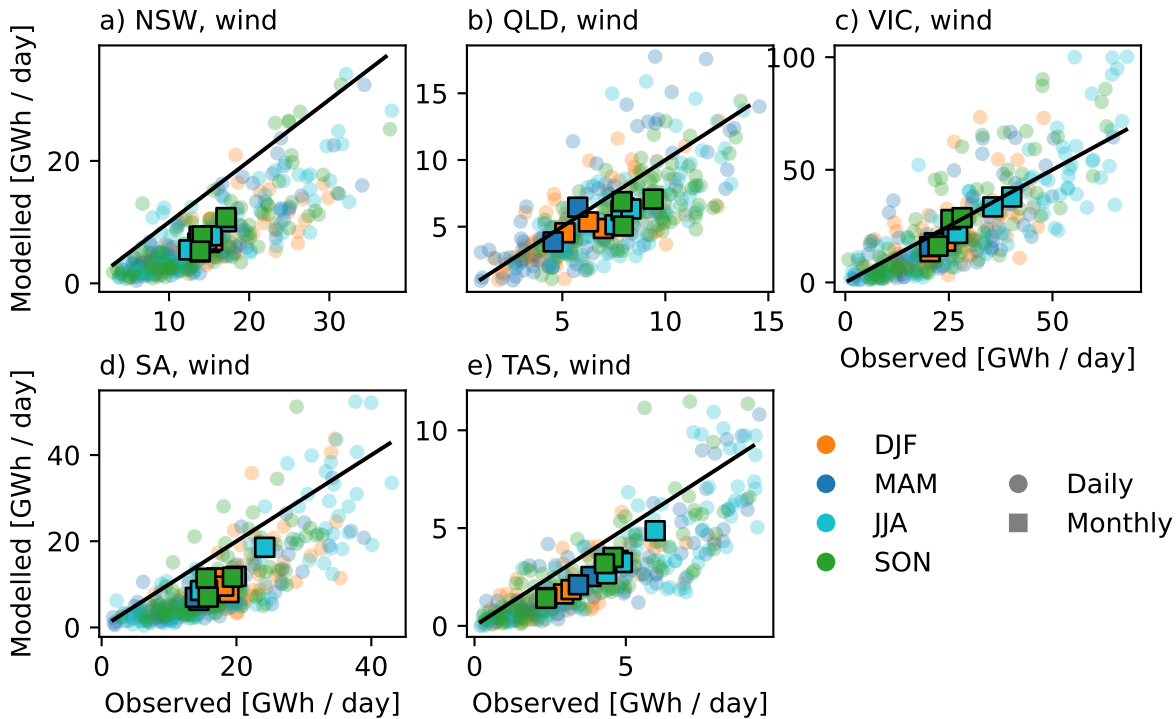 a) NSW, wind
b) QLD, wind
c) VIC, wind
Modelled [GWh / day]
20
0
10
20
30
15
10
5
5
10
15
100
50
0
0
25
50
Observed [GWh / day]
d) SA, wind
e) TAS, wind
Modelled [GWh / day]
40
20
0
0
20
40
Observed [GWh / day]
10
5
0
0
5
Observed [GWh / day]
DJF
MAM
JJA
SON
Daily
Monthly